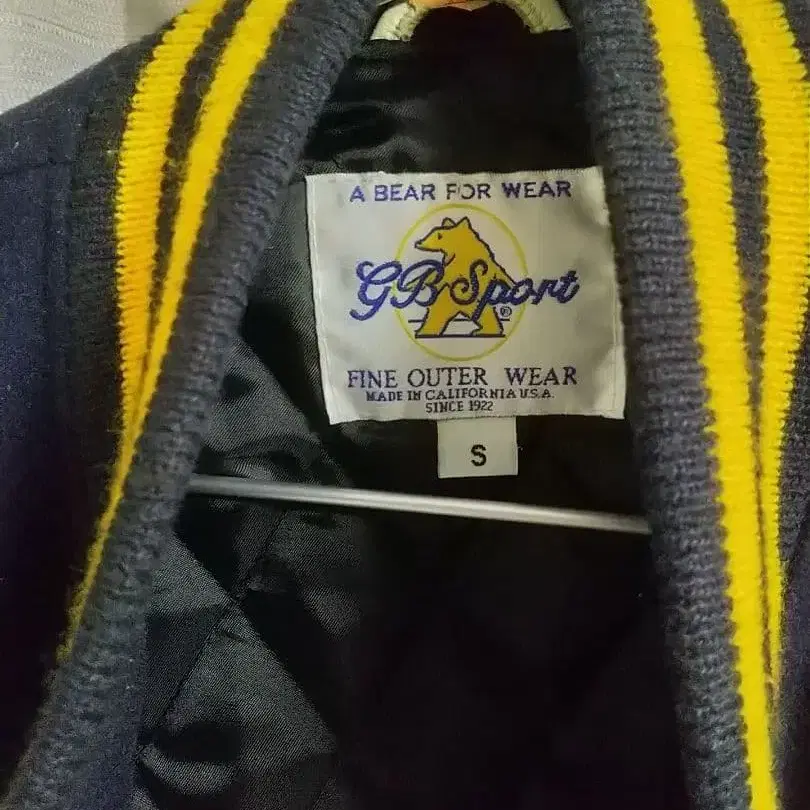 A BEAR FOR WEAR
GB Sport®
FINE OUTER WEAR
MADE IN CALIFORNIA U.S.A.
SINCE 1922
S